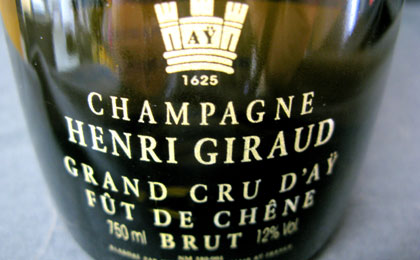 AŸ
1625
CHAMPAGNE
HENRI GIRAUD
GRAND CRU D'AŸ
FÛT DE CHÊNE
750 ml BRUT 12% Vol.